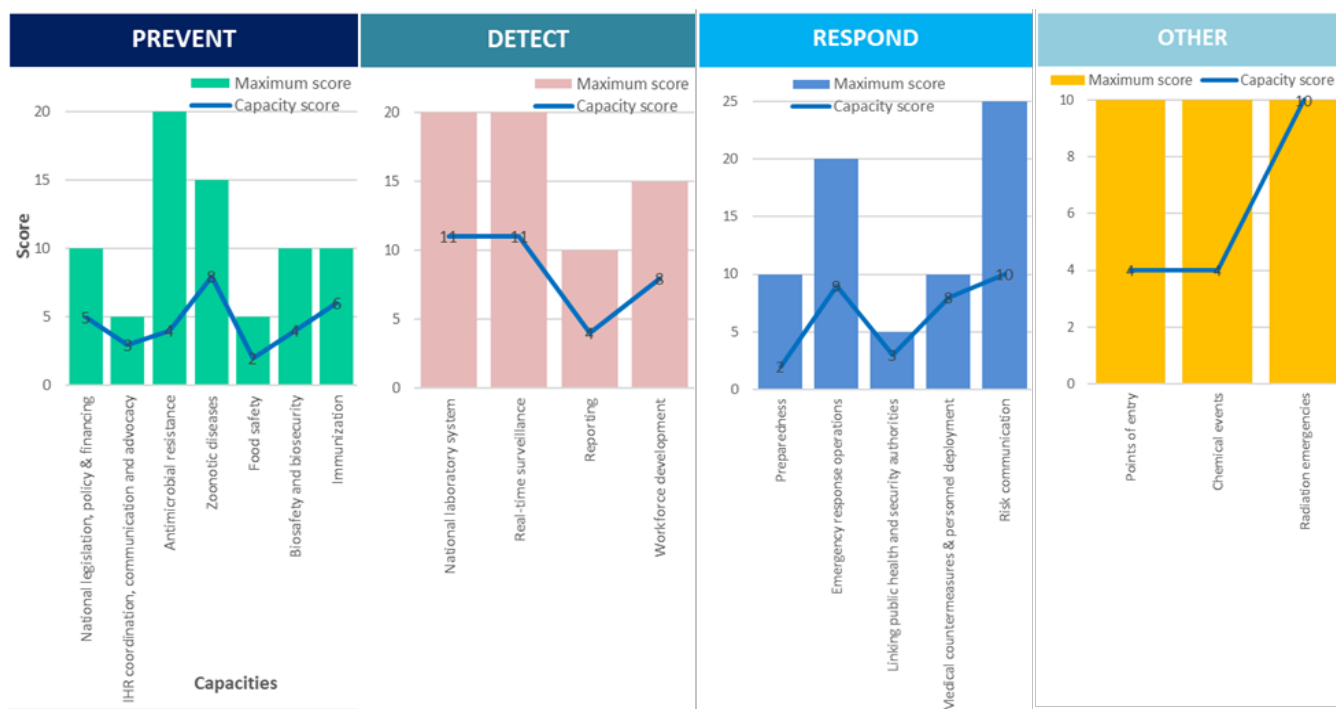 PREVENT
Maximum score
Capacity score
20
15
10
5
0
Score
5
3
4
8
2
4
6
National legislation, policy & financing
IHR coordination, communication and advocacy
Antimicrobial resistance
Zoonotic diseases
Food safety
Biosafety and biosecurity
Immunization
Capacities
DETECT
Maximum score
Capacity score
20
15
10
5
0
11
11
4
8
National laboratory system
Real-time surveillance
Reporting
Workforce development
RESPOND
Maximum score
Capacity score
25
20
15
10
5
0
2
9
3
8
10
Preparedness
Emergency response operations
Linking public health and security authorities
Medical countermeasures & personnel deployment
Risk communication
OTHER
Maximum score
Capacity score
10
8
6
4
2
0
4
4
10
Points of entry
Chemical events
Radiation emergencies